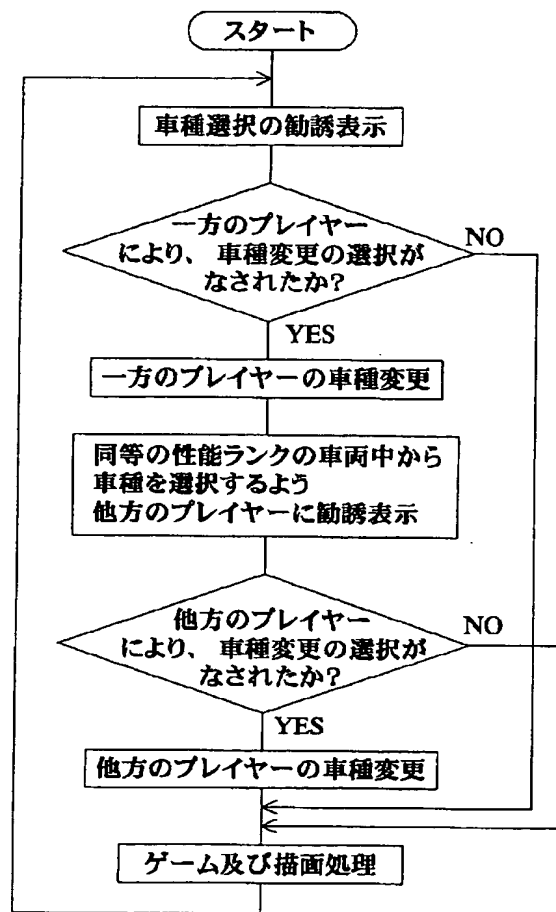 スタート
車種選択の勧誘表示
一方のプレイヤー
により、車種変更の選択が
なされたか?
NO
YES
一方のプレイヤーの車種変更
同等の性能ランクの車両中から
車種を選択するよう
他方のプレイヤーに勧誘表示
他方のプレイヤー
により、車種変更の選択が
なされたか?
NO
YES
他方のプレイヤーの車種変更
ゲーム及び描画処理